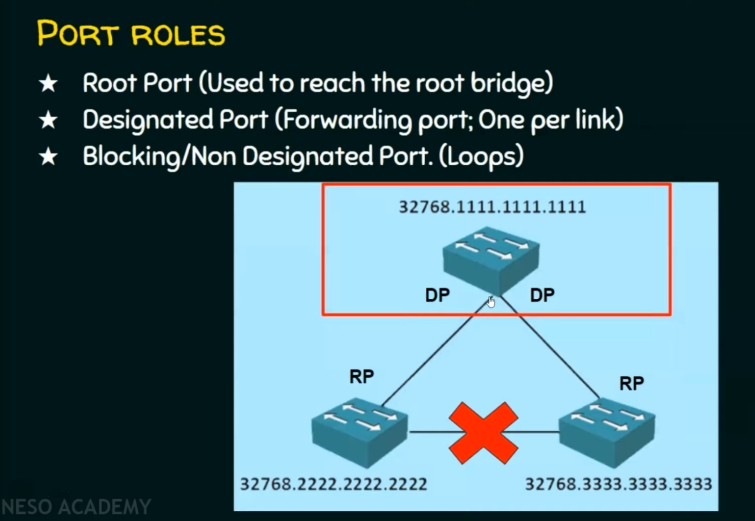 PORT ROLES
★ Root Port (Used to reach the root bridge)
★ Designated Port (Forwarding port; One per link)
★ Blocking/Non Designated Port. (Loops)
32768.1111.1111.1111
DP DP
RP RP
32768.2222.2222.2222 32768.3333.3333.3333
NESO ACADEMY